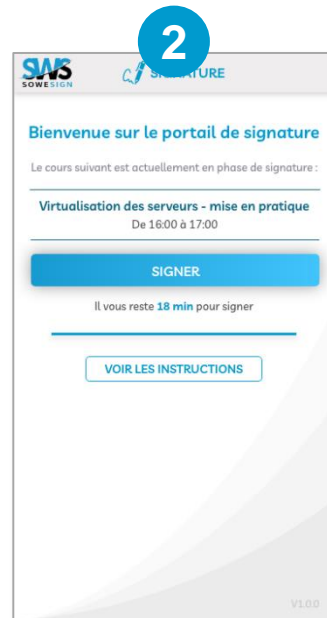 2
SWS
SOWESIGN
SIGNATURE
Bienvenue sur le portail de signature
Le cours suivant est actuellement en phase de signature :
Virtualisation des serveurs - mise en pratique
De 16:00 à 17:00
SIGNER
Il vous reste 18 min pour signer
VOIR LES INSTRUCTIONS
V1.0.0